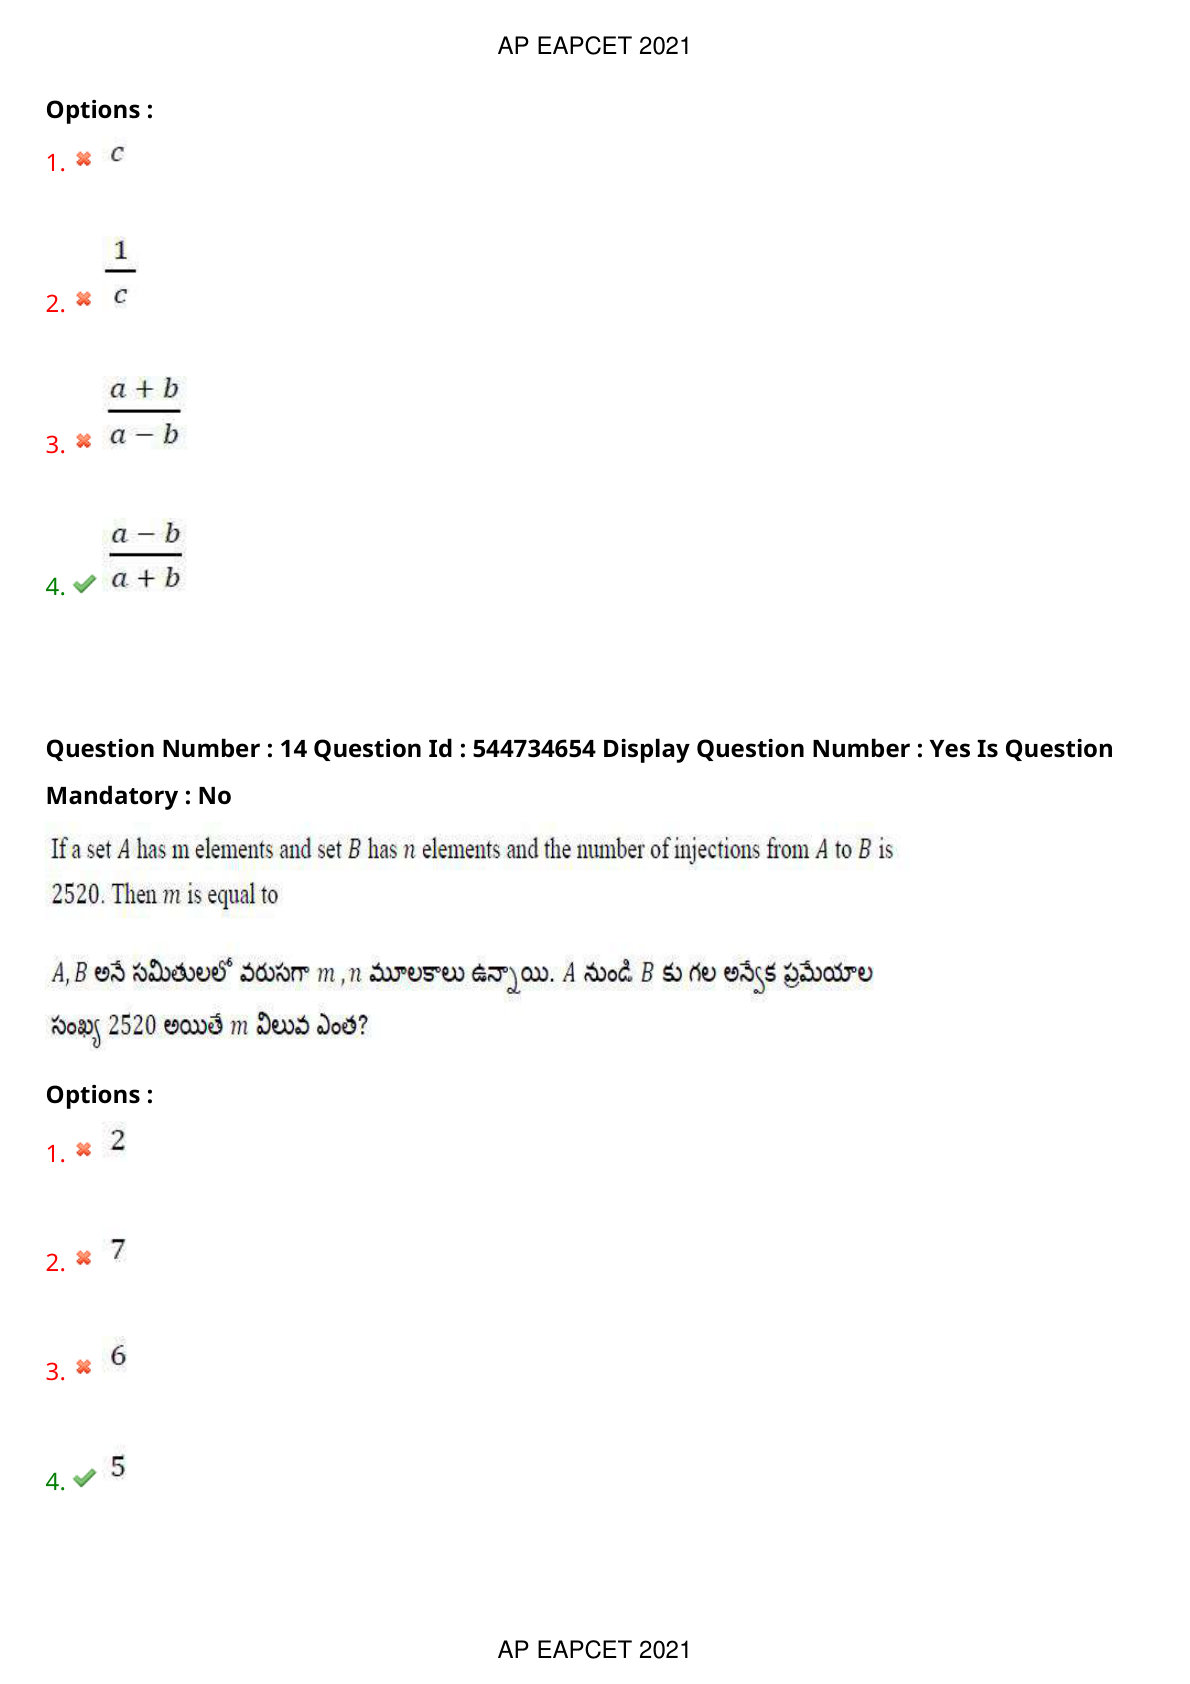 AP EAPCET 2021
Options :
1. c
1
2. c
a + b
3. a − b
a − b
4. a + b
Question Number : 14 Question Id : 544734654 Display Question Number : Yes Is Question
Mandatory : No
If a set A has m elements and set B has n elements and the number of injections from A to B is
2520. Then m is equal to
A, B అనే సమితులలో వరుసగా m , n మూలకాలు ఉన్నాయి. A నుండి B కు గల అన్వేక ప్రమేయాల
సంఖ్య 2520 అయితే m విలువ ఎంత?
Options :
1. 2
2. 7
3. 6
4. 5
AP EAPCET 2021